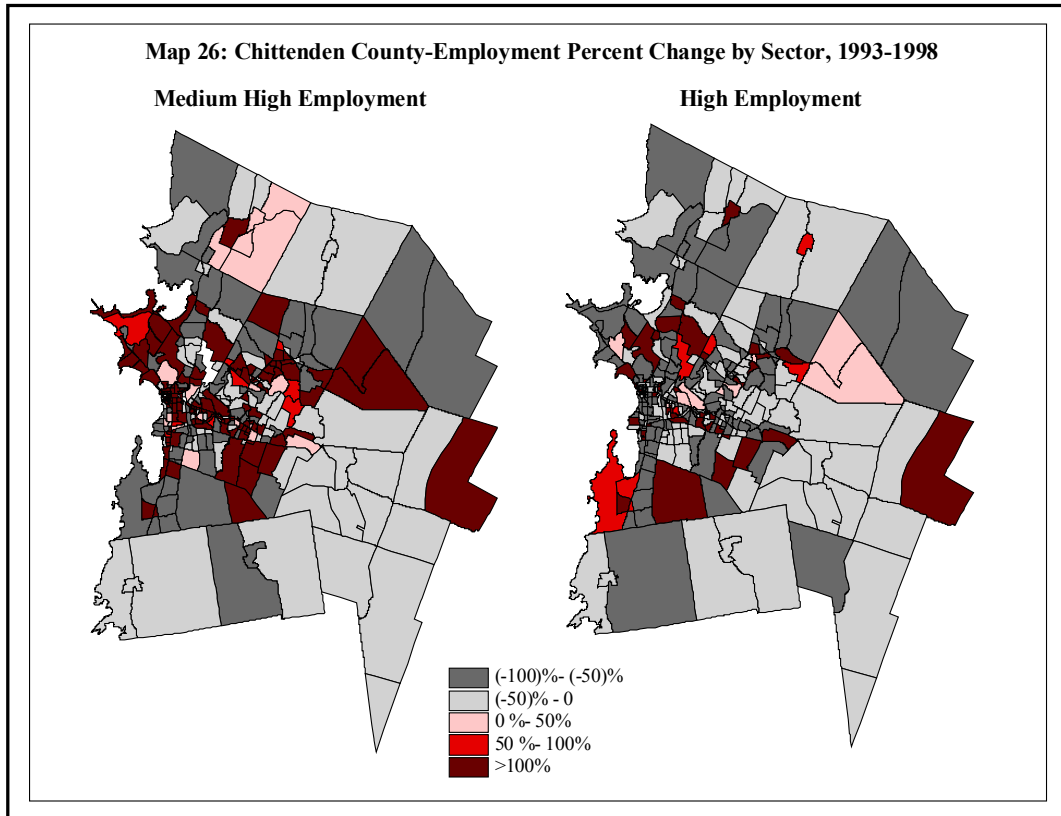 Map 26: Chittenden County-Employment Percent Change by Sector, 1993-1998
Medium High Employment
High Employment
(-100)%- (-50)%
(-50)% - 0
0 %- 50%
50 %- 100%
>100%